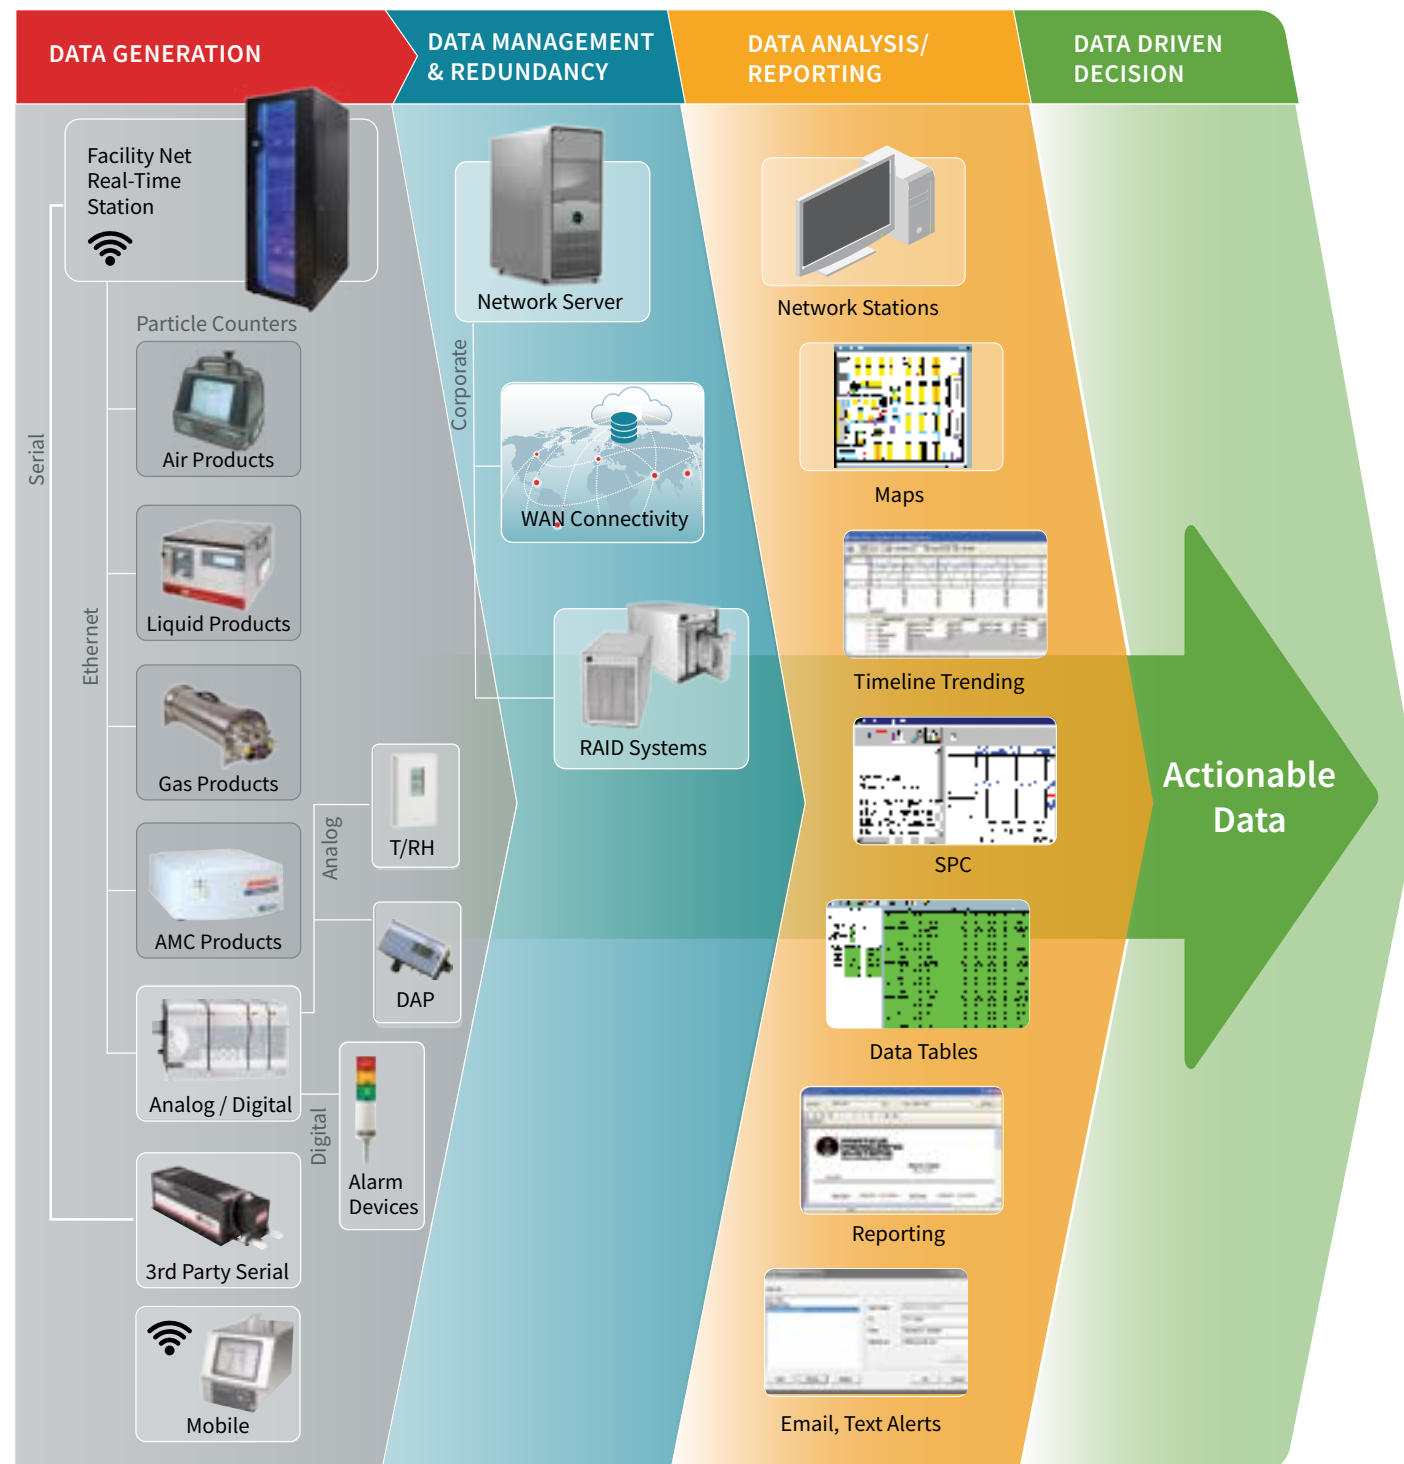 DATA GENERATION
DATA MANAGEMENT
& REDUNDANCY
DATA ANALYSIS/
REPORTING
DATA DRIVEN
DECISION
Facility Net
Real-Time
Station
Serial
Ethernet
Particle Counters
Air Products
Liquid Products
Gas Products
AMC Products
Analog / Digital
3rd Party Serial
Mobile
Analog
T/RH
DAP
Digital
Alarm
Devices
Network Server
Corporate
WAN Connectivity
RAID Systems
Network Stations
Maps
Timeline Trending
SPC
Data Tables
Reporting
Email, Text Alerts
Actionable
Data